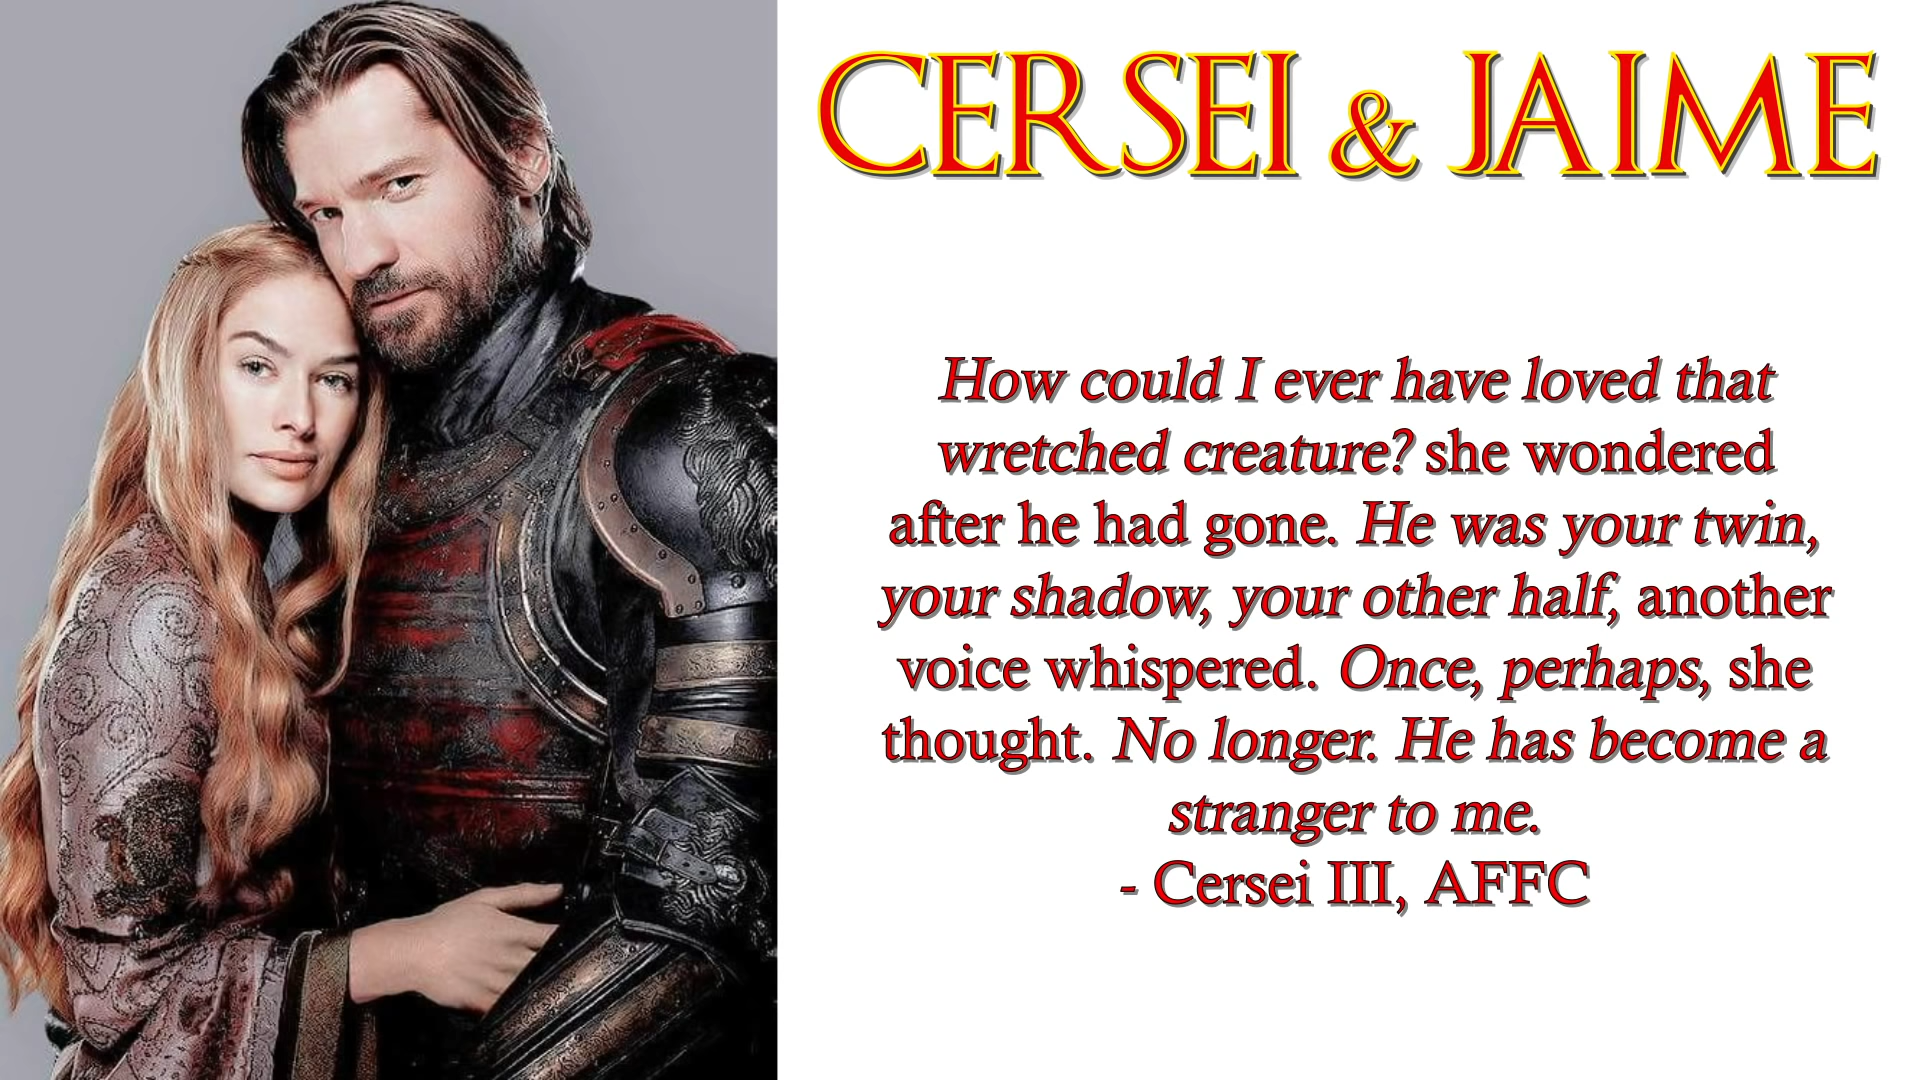 CERSEI & JAIME
How could I ever have loved that
wretched creature? she wondered
after he had gone. He was your twin,
your shadow, your other half, another
voice whispered. Once, perhaps, she
thought. No longer. He has become a
stranger to me.
- Cersei III, AFFC